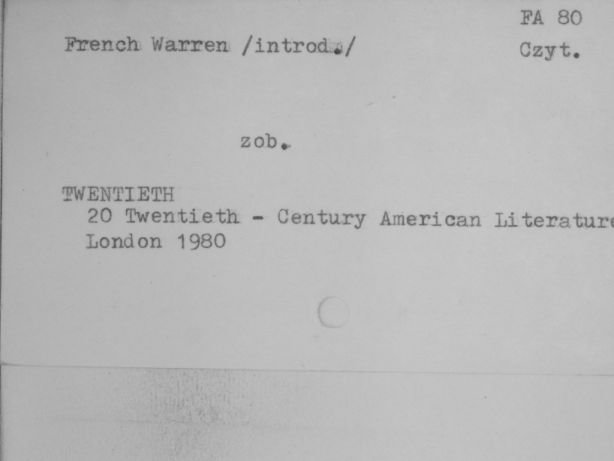 FA 80
French Warren /introd./
Czyt.
zob.
TWENTIETH
20 Twentieth - Century American Literature
London 1980